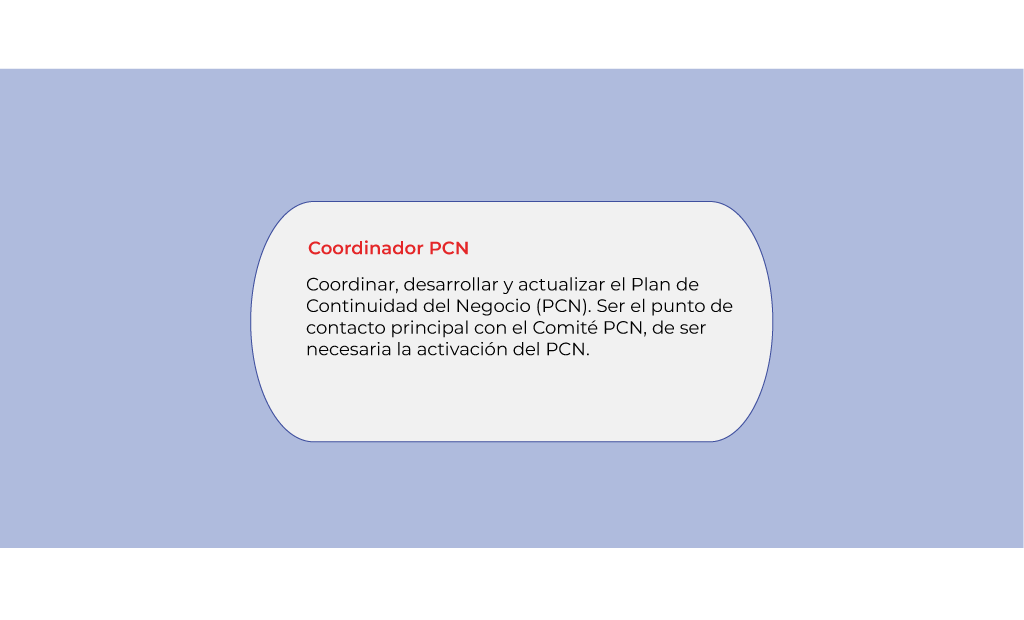 Coordinador PCN
Coordinar, desarrollar y actualizar el Plan de
Continuidad del Negocio (PCN). Ser el punto de
contacto principal con el Comité PCN, de ser
necesaria la activación del PCN.